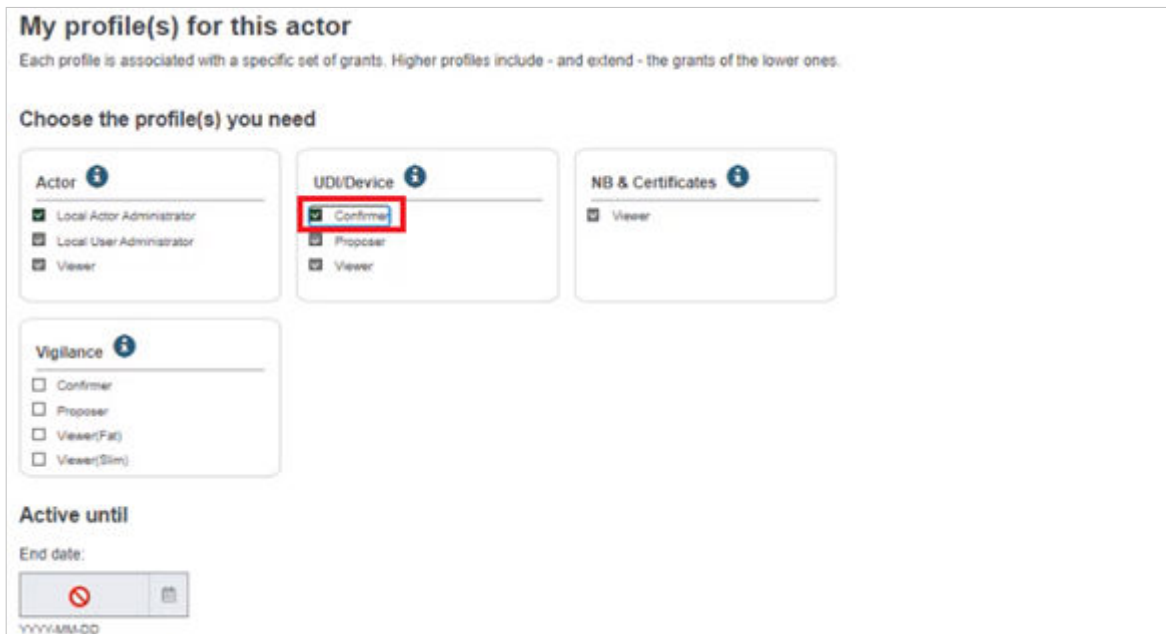 My profile(s) for this actor
Each profile is associated with a specific set of grants. Higher profiles include - and extend - the grants of the lower ones.
Choose the profile(s) you need
Actor
Local Actor Administrator
Local User Administrator
Viewer
UDI/Device
Confirmer
Proposer
Viewer
NB & Certificates
Viewer
Vigilance
Confirmer
Proposer
Viewer(Fat)
Viewer(Slim)
Active until
End date:
YYYY-MM-DD